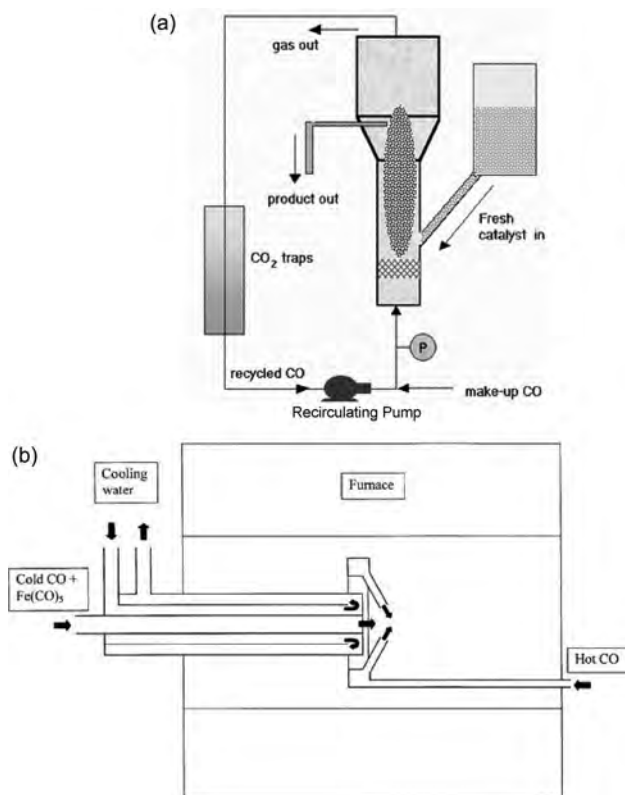 (a)
gas out
product out
Fresh
catalyst in
CO₂ traps
P
recycled CO
make-up CO
Recirculating Pump
(b)
Cooling
water
Furnace
Cold CO +
Fe(CO)₅
Hot CO